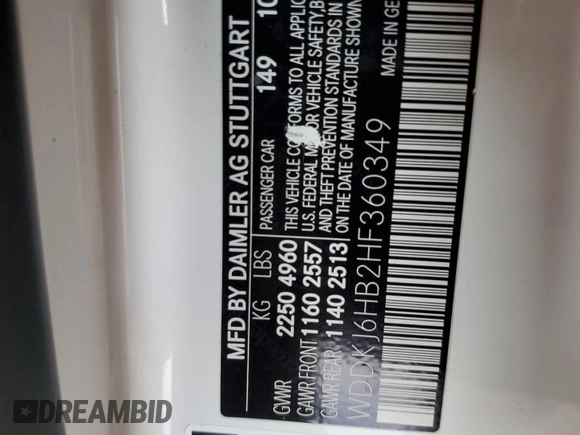 MFD BY DAIMLER AG STUTTGART
KG LBS PASSENGER CAR 149 10
GVWR 2250 4960 THIS VEHICLE CONFORMS TO ALL APPLIC
GAWR FRONT 1160 2557 U.S. FEDERAL MOTOR VEHICLE SAFETY, B
GAWR REAR 1140 2513 AND THEFT PREVENTION STANDARDS IN
ON THE DATE OF MANUFACTURE SHOWN
WDDKJ6HB2HF360349 MADE IN GE
DREAMBID